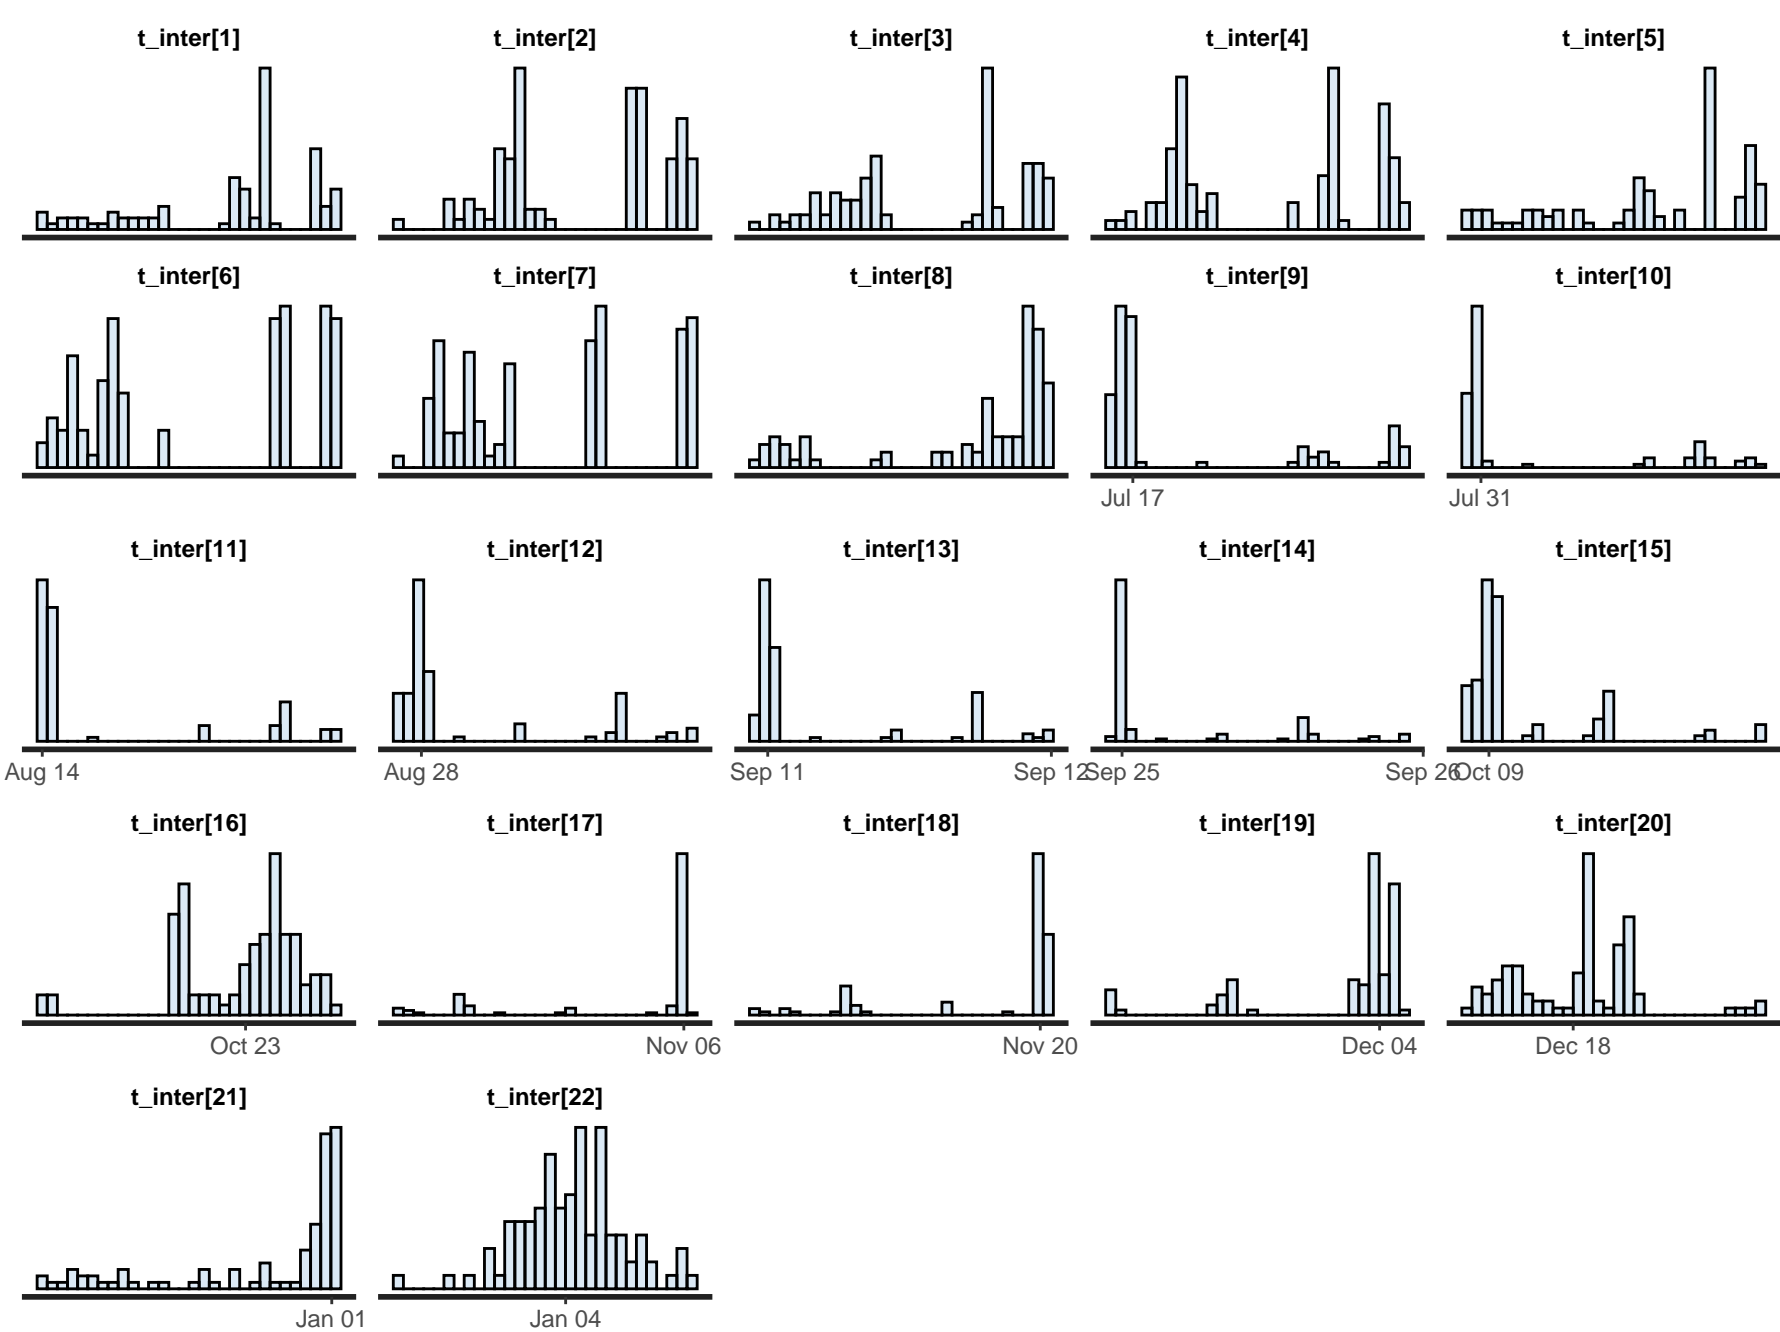 t_inter[1] t_inter[2] t_inter[3] t_inter[4] t_inter[5]
t_inter[6] t_inter[7] t_inter[8] t_inter[9] t_inter[10]
Jul 17 Jul 31
t_inter[11] t_inter[12] t_inter[13] t_inter[14] t_inter[15]
Aug 14 Aug 28 Sep 11 Sep 12 Sep 25 Sep 26 Oct 09
t_inter[16] t_inter[17] t_inter[18] t_inter[19] t_inter[20]
Oct 23 Nov 06 Nov 20 Dec 04 Dec 18
t_inter[21] t_inter[22]
Jan 01 Jan 04